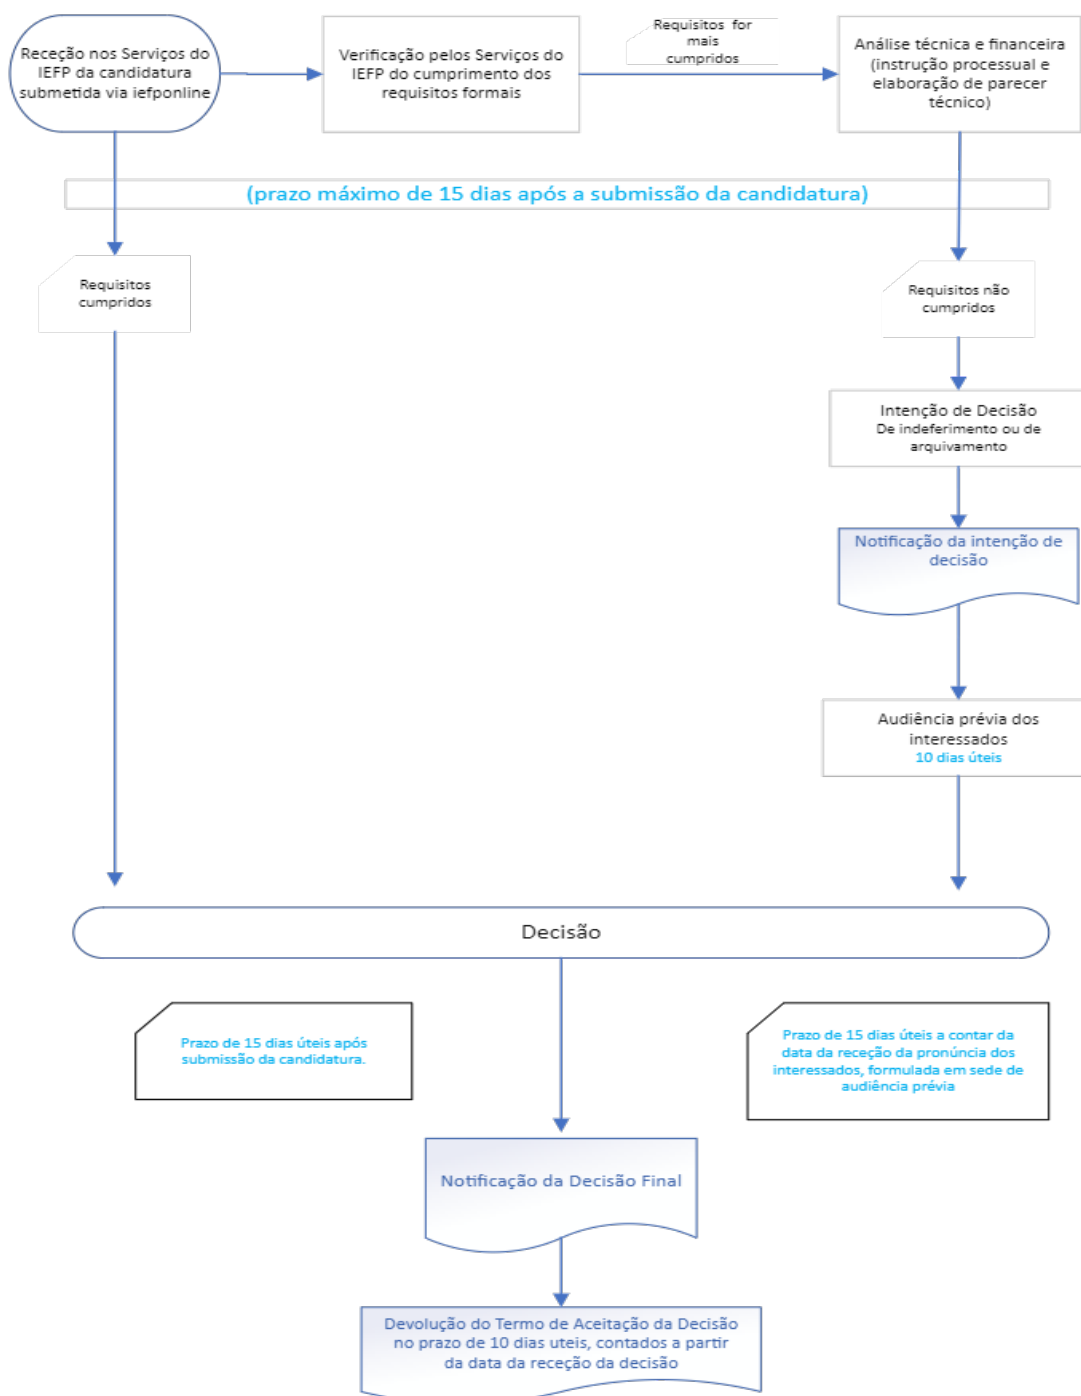 Receção nos Serviços do
IEFP da candidatura
submetida via iefponline
Verificação pelos Serviços do
IEFP do cumprimento dos
requisitos formais
Requisitos for
mais
cumpridos
Análise técnica e financeira
(instrução processual e
elaboração de parecer
técnico)
(prazo máximo de 15 dias após a submissão da candidatura)
Requisitos
cumpridos
Requisitos não
cumpridos
Intenção de Decisão
De indeferimento ou de
arquivamento
Notificação da intenção de
decisão
Audiência prévia dos
interessados
10 dias úteis
Decisão
Prazo de 15 dias úteis após
submissão da candidatura.
Prazo de 15 dias úteis a contar da
data da receção da pronúncia dos
interessados, formulada em sede de
audiência prévia
Notificação da Decisão Final
Devolução do Termo de Aceitação da Decisão
no prazo de 10 dias uteis, contados a partir
da data da receção da decisão